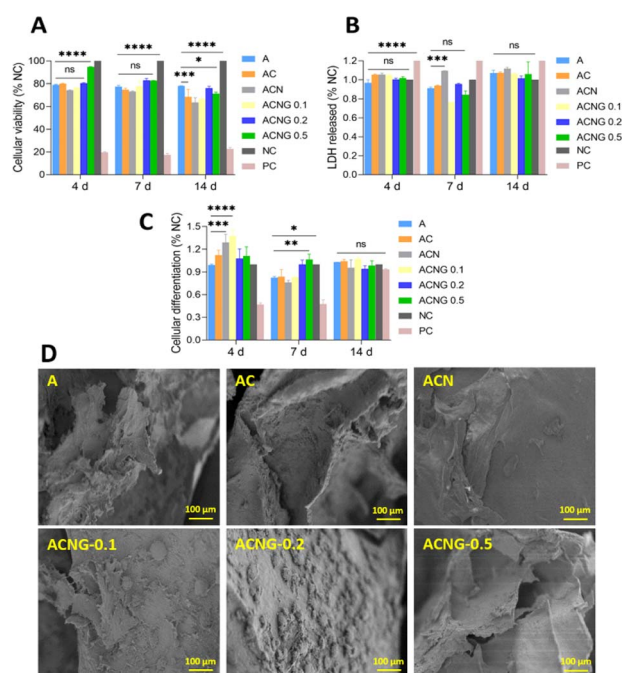 A
Cellular viability (% NC)
100
80
60
40
20
0
**** **** ****
ns ns *** *
4 d 7 d 14 d
A
AC
ACN
ACNG 0.1
ACNG 0.2
ACNG 0.5
NC
PC
B
LDH released (% NC)
1.2
1.0
0.8
0.6
0.4
0.2
0.0
**** ns ns
ns ***
4 d 7 d 14 d
A
AC
ACN
ACNG 0.1
ACNG 0.2
ACNG 0.5
NC
PC
C
Cellular differentiation (% NC)
1.5
1.2
0.9
0.6
0.3
0.0
**** * ns
*** **
4 d 7 d 14 d
A
AC
ACN
ACNG 0.1
ACNG 0.2
ACNG 0.5
NC
PC
D
A AC ACN
100 µm 100 µm 100 µm
ACNG-0.1 ACNG-0.2 ACNG-0.5
100 µm 100 µm 100 µm